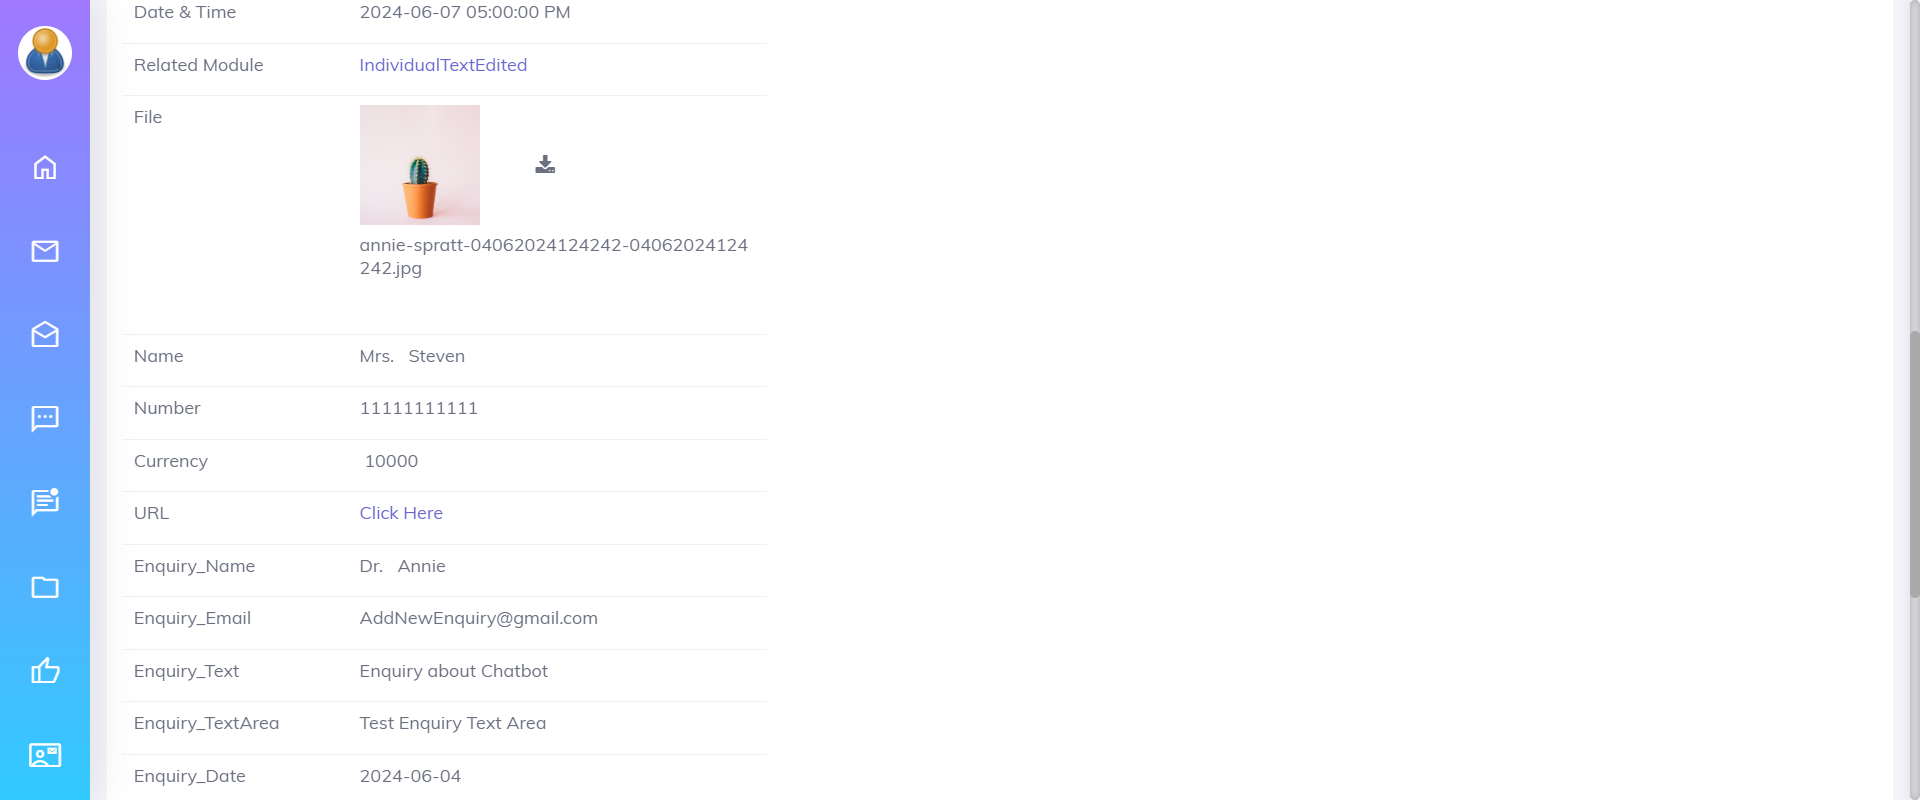 Date & Time 2024-06-07 05:00:00 PM
Related Module IndividualTextEdited
File
annie-spratt-04062024124242-04062024124
242.jpg
Name Mrs. Steven
Number 11111111111
Currency 10000
URL Click Here
Enquiry_Name Dr. Annie
Enquiry_Email AddNewEnquiry@gmail.com
Enquiry_Text Enquiry about Chatbot
Enquiry_TextArea Test Enquiry Text Area
Enquiry_Date 2024-06-04